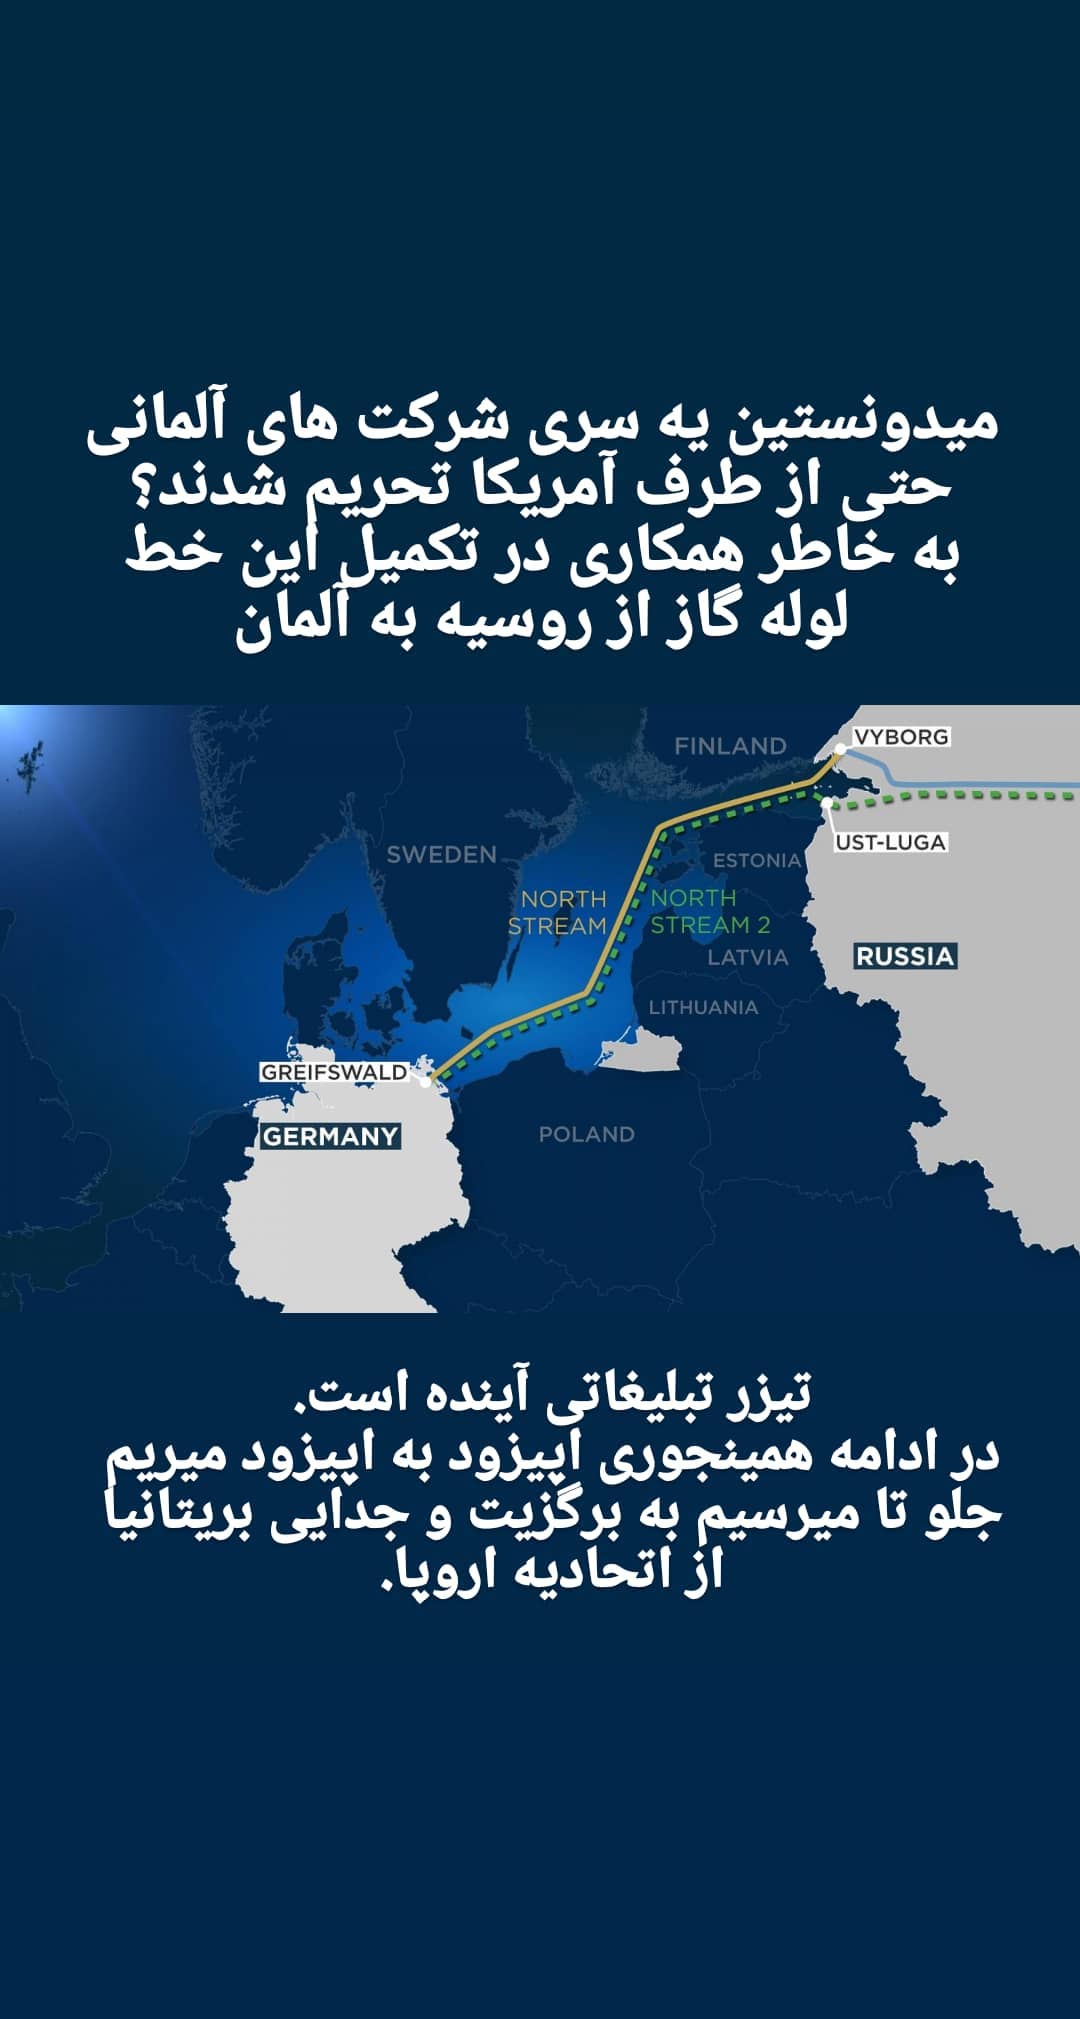 میدونستین یه سری شرکت های آلمانی
حتی از طرف آمریکا تحریم شدند؟
به خاطر همکاری در تکمیل این خط
لوله گاز از روسیه به آلمان
VYBORG
FINLAND
UST-LUGA
SWEDEN
ESTONIA
NORTH
STREAM
NORTH
STREAM 2
LATVIA
RUSSIA
LITHUANIA
GREIFSWALD
GERMANY
POLAND
تیزر تبلیغاتی آینده است.
در ادامه همینجوری اپیزود به اپیزود میریم
جلو تا میرسیم به برگزیت و جدایی بریتانیا
از اتحادیه اروپا.